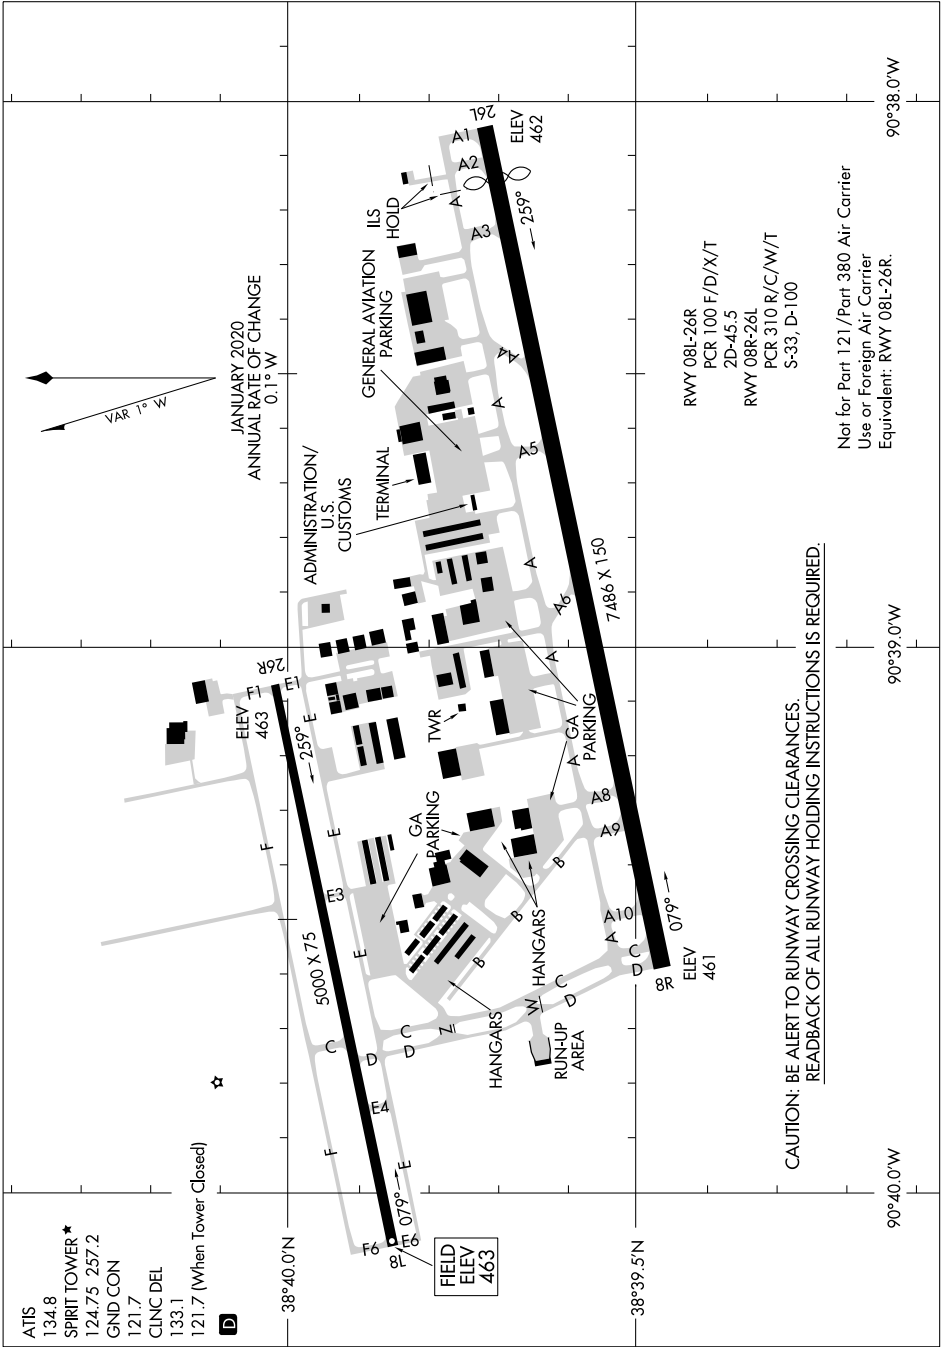 ATIS
134.8
SPIRIT TOWER★
124.75 257.2
GND CON
121.7
CLNC DEL
133.1
121.7 (When Tower Closed)
D
JANUARY 2020
ANNUAL RATE OF CHANGE
0.1° W
VAR 1° W
38°40.0'N
38°39.5'N
90°40.0'W
90°39.0'W
90°38.0'W
FIELD
ELEV
463
F6
E6
8L
079°
F
E
E4
D
C
C
D
5000 X 75
E3
E
F
E
259°
E
ELEV
463
F1
E1
26R
ADMINISTRATION/
U.S.
CUSTOMS
TERMINAL
GENERAL AVIATION
PARKING
ILS
HOLD
A1
A2
A
A3
26L
ELEV
462
259°
A4
A
A5
A
A6
A
7486 X 150
TWR
GA
PARKING
GA
PARKING
A
A8
A9
B
B
B
HANGARS
HANGARS
Z
W
RUN-UP
AREA
C
D
A
A10
C
D
8R
ELEV
461
079°
RWY 08L-26R
PCR 100 F/D/X/T
2D-45.5
RWY 08R-26L
PCR 310 R/C/W/T
S-33, D-100
Not for Part 121/Part 380 Air Carrier
Use or Foreign Air Carrier
Equivalent: RWY 08L-26R.
CAUTION: BE ALERT TO RUNWAY CROSSING CLEARANCES.
READBACK OF ALL RUNWAY HOLDING INSTRUCTIONS IS REQUIRED.